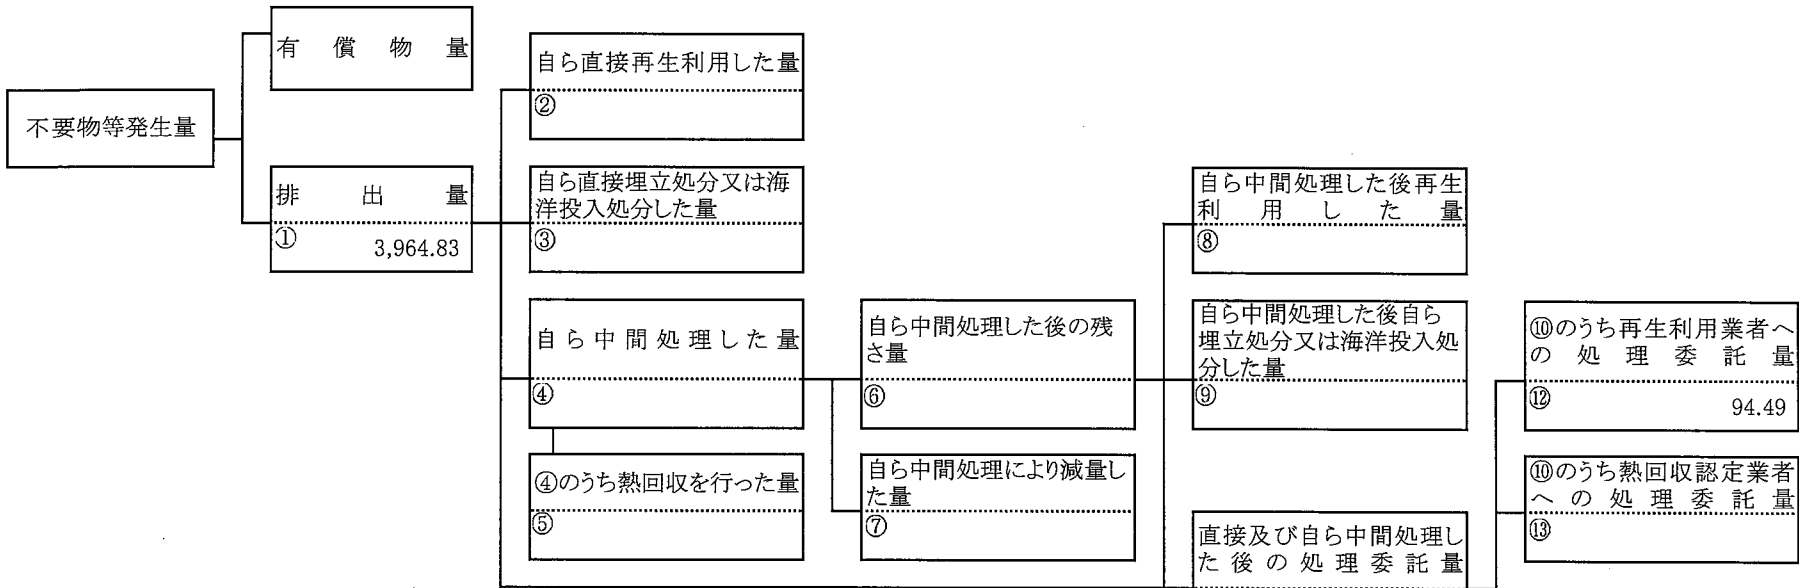 有償物量
不要物等発生量
排出量
①
3,964.83
自ら直接再生利用した量
②
自ら直接埋立処分又は海
洋投入処分した量
③
自ら中間処理した量
④
④のうち熱回収を行った量
⑤
自ら中間処理した後の残
さ量
⑥
自ら中間処理により減量し
た量
⑦
自ら中間処理した後再生
利用した量
⑧
自ら中間処理した後自ら
埋立処分又は海洋投入処
分した量
⑨
直接及び自ら中間処理し
た後の処理委託量
⑩のうち再生利用業者へ
の処理委託量
⑫
94.49
⑩のうち熱回収認定業者
への処理委託量
⑬